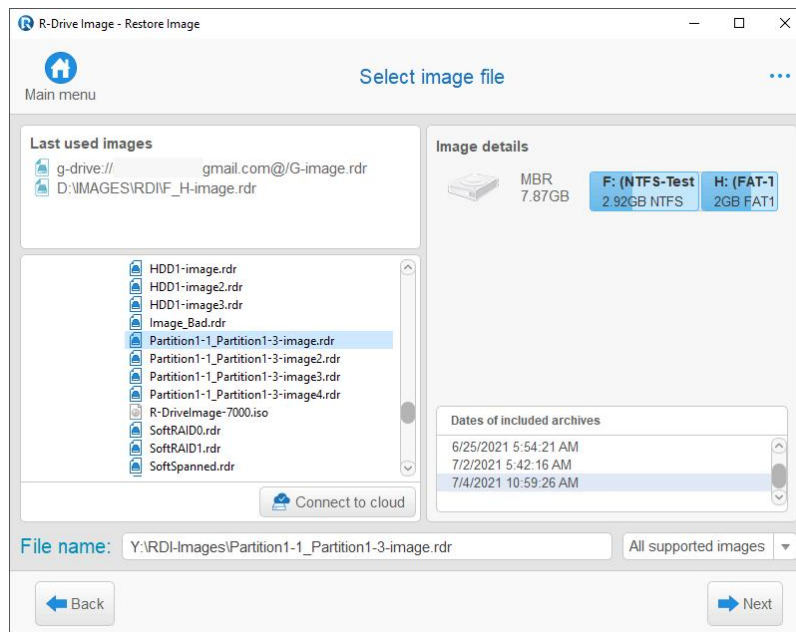 R-Drive Image - Restore Image
Main menu
Select image file
Last used images
g-drive:// gmail.com@/G-image.rdr
D:\IMAGES\RDI\F_H-image.rdr
HDD1-image.rdr
HDD1-image2.rdr
HDD1-image3.rdr
Image_Bad.rdr
Partition1-1_Partition1-3-image.rdr
Partition1-1_Partition1-3-image2.rdr
Partition1-1_Partition1-3-image3.rdr
Partition1-1_Partition1-3-image4.rdr
R-DriveImage-7000.iso
SoftRAID0.rdr
SoftRAID1.rdr
SoftSpanned.rdr
Connect to cloud
Image details
MBR
7.87GB
F: (NTFS-Test
2.92GB NTFS
H: (FAT-1
2GB FAT1
Dates of included archives
6/25/2021 5:54:21 AM
7/2/2021 5:42:16 AM
7/4/2021 10:59:26 AM
File name: Y:\RDI-Images\Partition1-1_Partition1-3-image.rdr All supported images
Back
Next